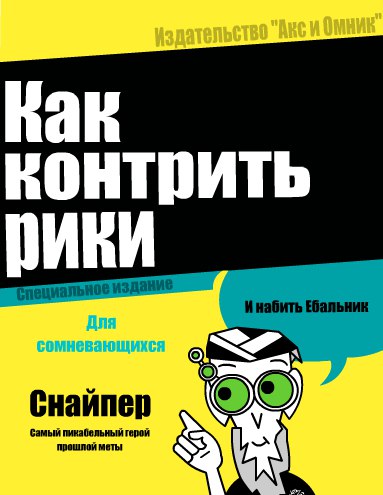 Издательство "Акс и Омник"
Как
контрить
рики
Специальное издание
И набить Ебальник
Для
сомневающихся
Снайпер
Самый пикабельный герой
прошлой меты